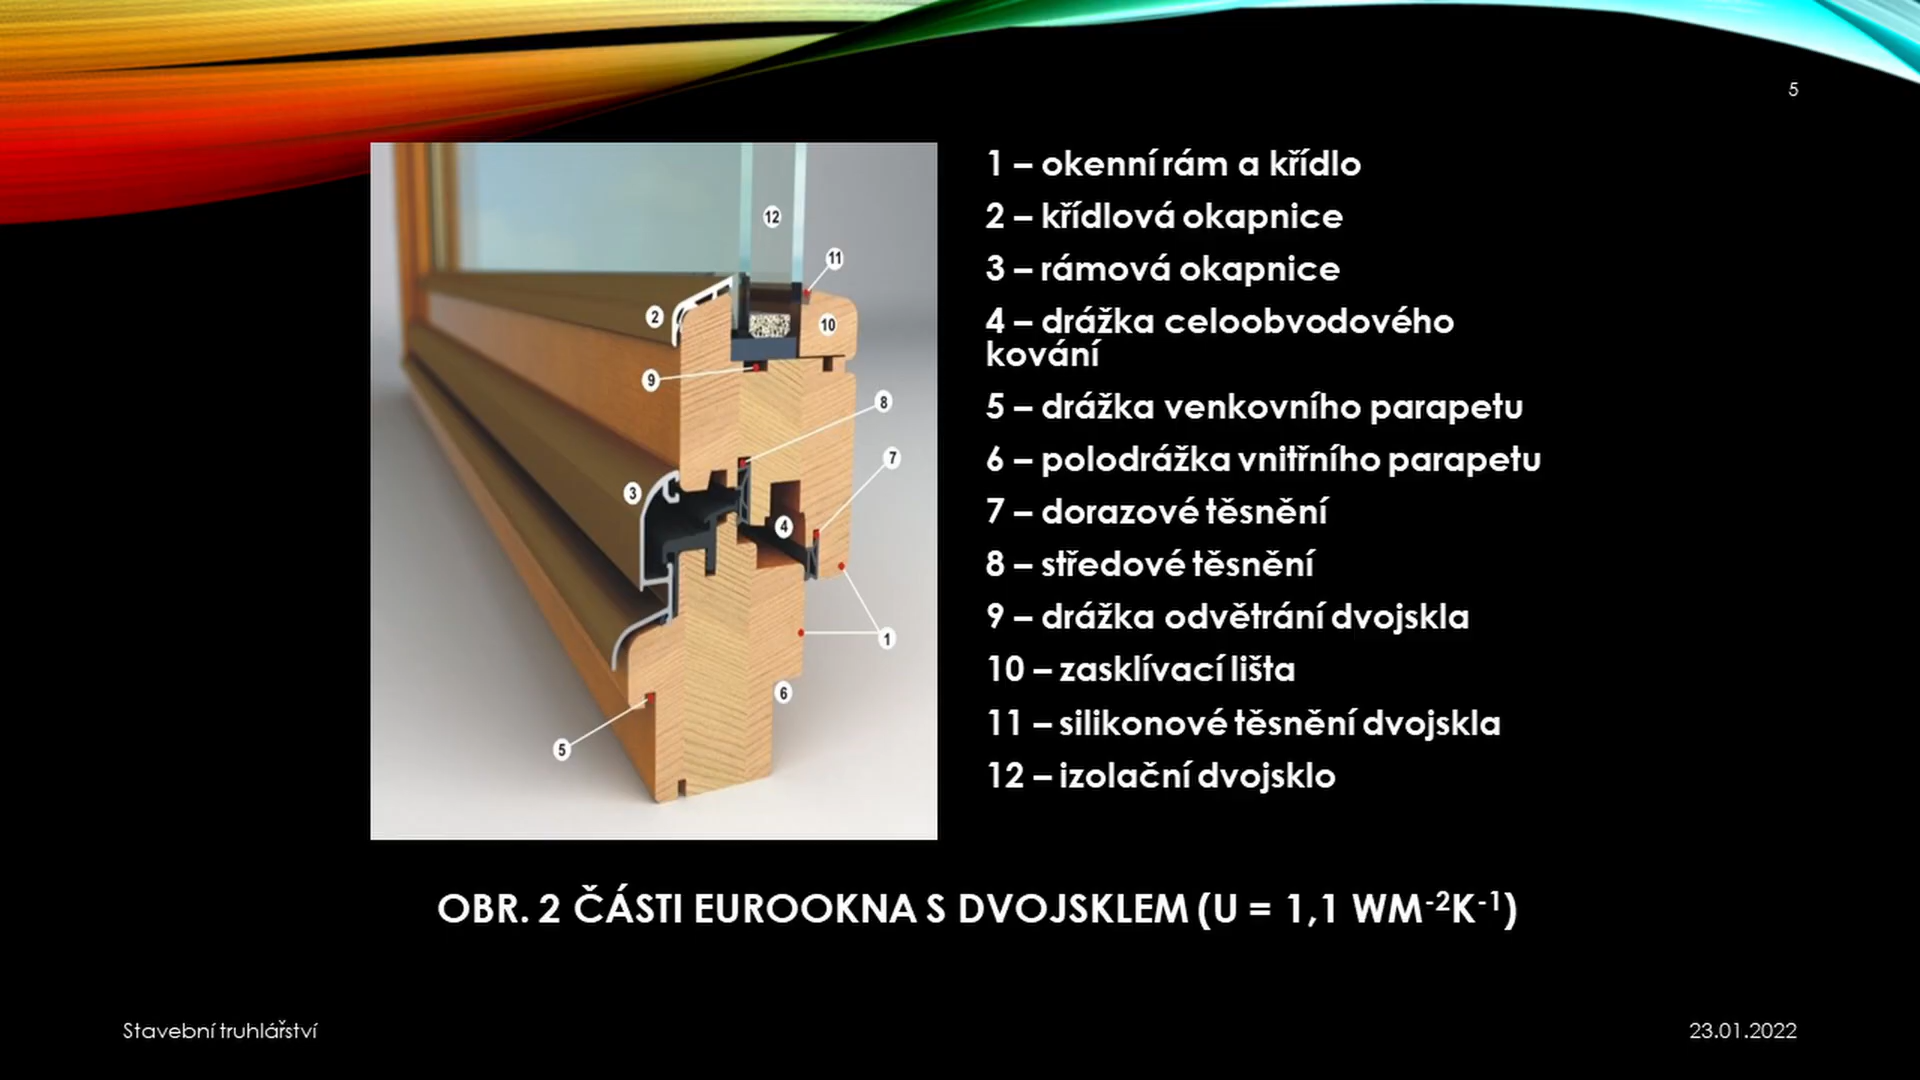 5
12
11
2
10
9
8
7
3
4
1
6
5
1 – okenní rám a křídlo
2 – křídlová okapnice
3 – rámová okapnice
4 – drážka celoobvodového
kování
5 – drážka venkovního parapetu
6 – polodrážka vnitřního parapetu
7 – dorazové těsnění
8 – středové těsnění
9 – drážka odvětrání dvojskla
10 – zasklívací lišta
11 – silikonové těsnění dvojskla
12 – izolační dvojsklo
OBR. 2 ČÁSTI EUROOKNA S DVOJSKLEM (U = 1,1 WM⁻²K⁻¹)
Stavební truhlářství
23.01.2022